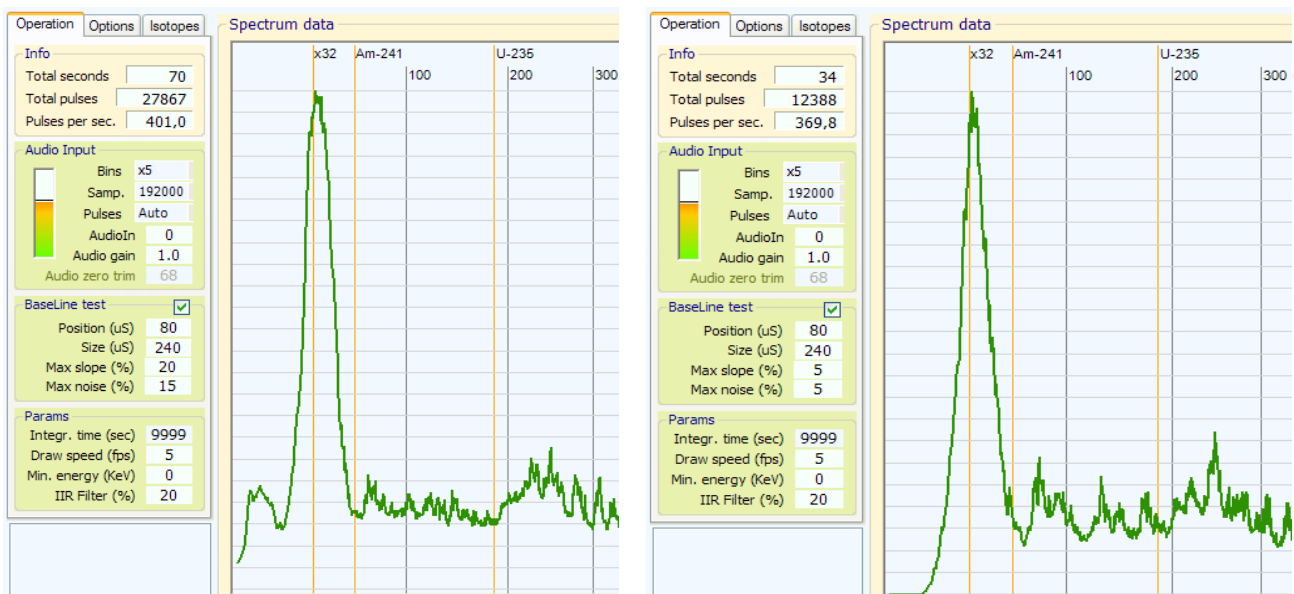 Operation Options Isotopes
Info
Total seconds 70
Total pulses 27867
Pulses per sec. 401,0
Audio Input
Bins x5
Samp. 192000
Pulses Auto
AudioIn 0
Audio gain 1.0
Audio zero trim 68
BaseLine test
Position (uS) 80
Size (uS) 240
Max slope (%) 20
Max noise (%) 15
Params
Integr. time (sec) 9999
Draw speed (fps) 5
Min. energy (KeV) 0
IIR Filter (%) 20
Spectrum data
x32 Am-241 U-235
100 200 300
Operation Options Isotopes
Info
Total seconds 34
Total pulses 12388
Pulses per sec. 369,8
Audio Input
Bins x5
Samp. 192000
Pulses Auto
AudioIn 0
Audio gain 1.0
Audio zero trim 68
BaseLine test
Position (uS) 80
Size (uS) 240
Max slope (%) 5
Max noise (%) 5
Params
Integr. time (sec) 9999
Draw speed (fps) 5
Min. energy (KeV) 0
IIR Filter (%) 20
Spectrum data
x32 Am-241 U-235
100 200 300